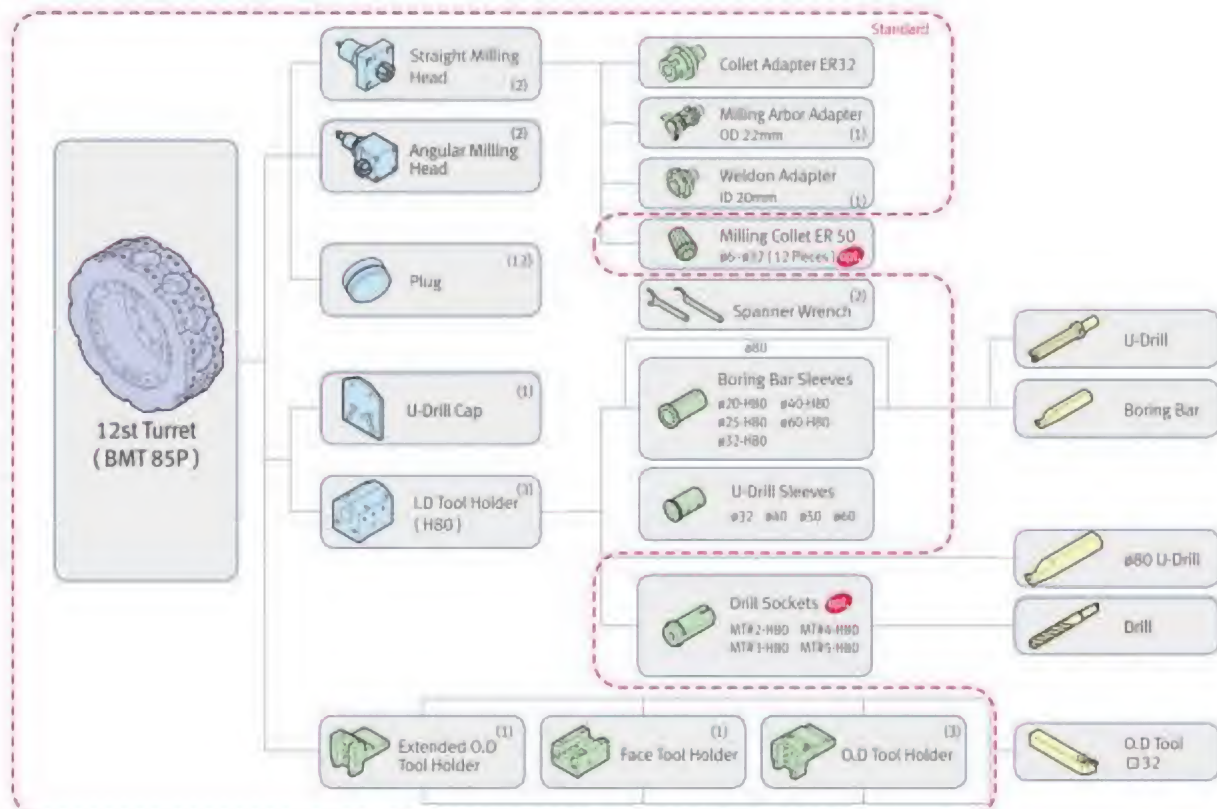 Standard
Straight Milling
Head
(2)
Collet Adapter ER32
Milling Arbor Adapter
OD 22mm
(1)
(2)
Angular Milling
Head
Weldon Adapter
ID 20mm
(1)
Milling Collet ER 50
ø6-ø32 ( 12 Pieces )
opt.
(12)
Plug
(2)
Spanner Wrench
ø80
U-Drill
Boring Bar Sleeves
ø20-H80 ø40-H80
ø25-H80 ø60-H80
ø32-H80
Boring Bar
12st Turret
( BMT 85P )
(1)
U-Drill Cap
(3)
I.D Tool Holder
( H80 )
U-Drill Sleeves
ø32 ø40 ø50 ø60
ø80 U-Drill
Drill Sockets opt.
MT#2-H80 MT#4-H80
MT#3-H80 MT#5-H80
Drill
(1)
Extended O.D
Tool Holder
(1)
Face Tool Holder
(3)
O.D Tool Holder
O.D Tool
□ 32